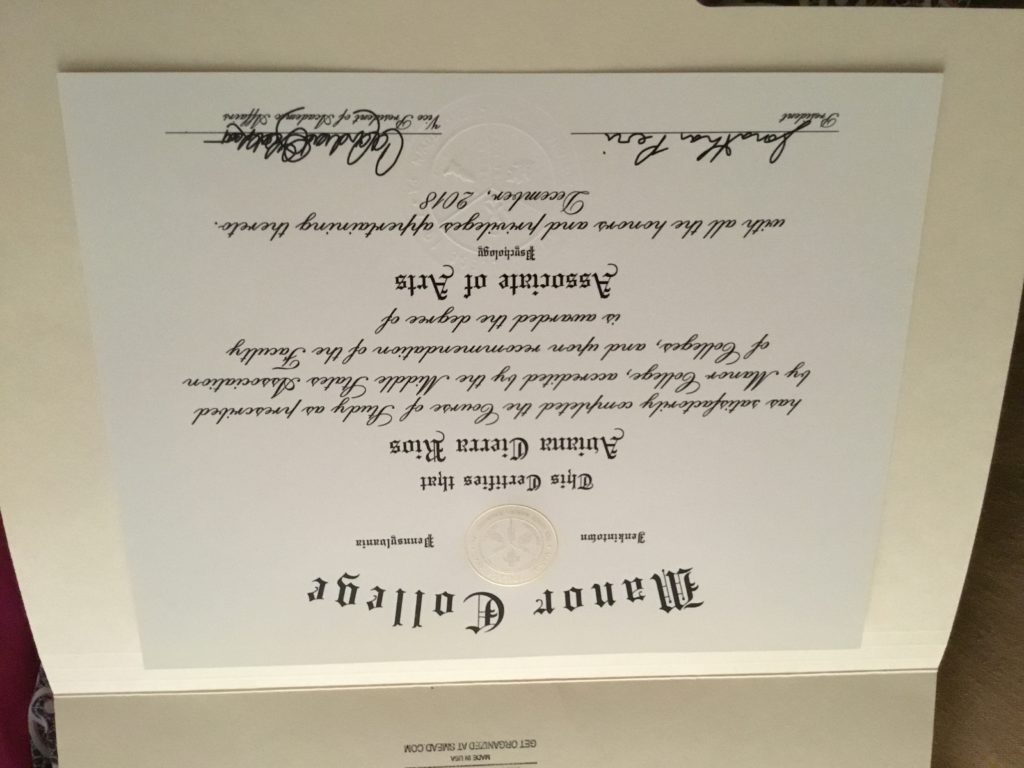 Manor College
Jenkintown Pennsylvania
This Certifies that
Aviana Cierra Rios
has satisfactorily completed the Course of Study as prescribed
by Manor College, accredited by the Middle States Association
of Colleges, and upon recommendation of the Faculty
is awarded the degree of
Associate of Arts
Psychology
with all the honors and privileges appertaining thereto.
December, 2018
Jonathan Peri
President
Vice President of Academic Affairs
MADE IN USA
GET ORGANIZED AT SMEAD.COM